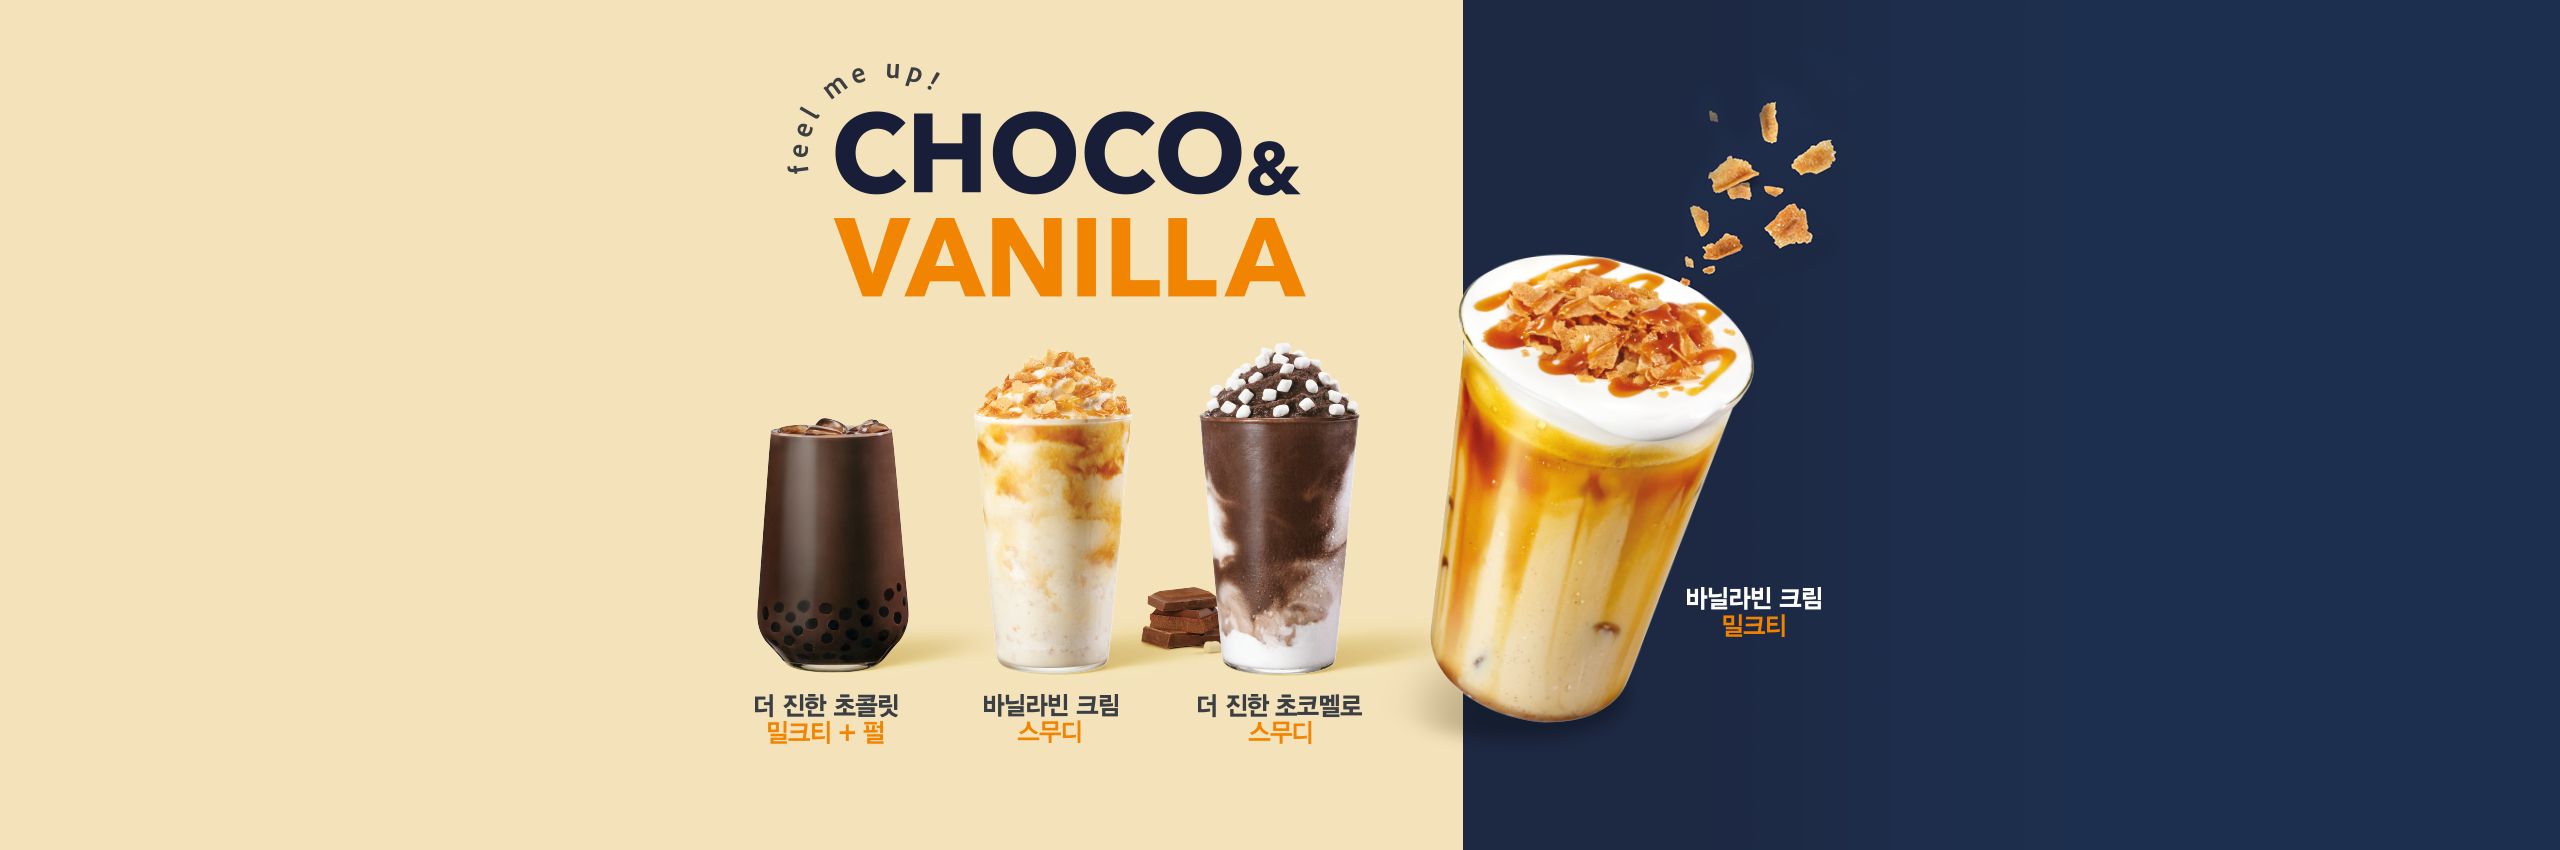 feel me up!
CHOCO&
VANILLA
더 진한 초콜릿
밀크티 + 펄
바닐라빈 크림
스무디
더 진한 초코멜로
스무디
바닐라빈 크림
밀크티